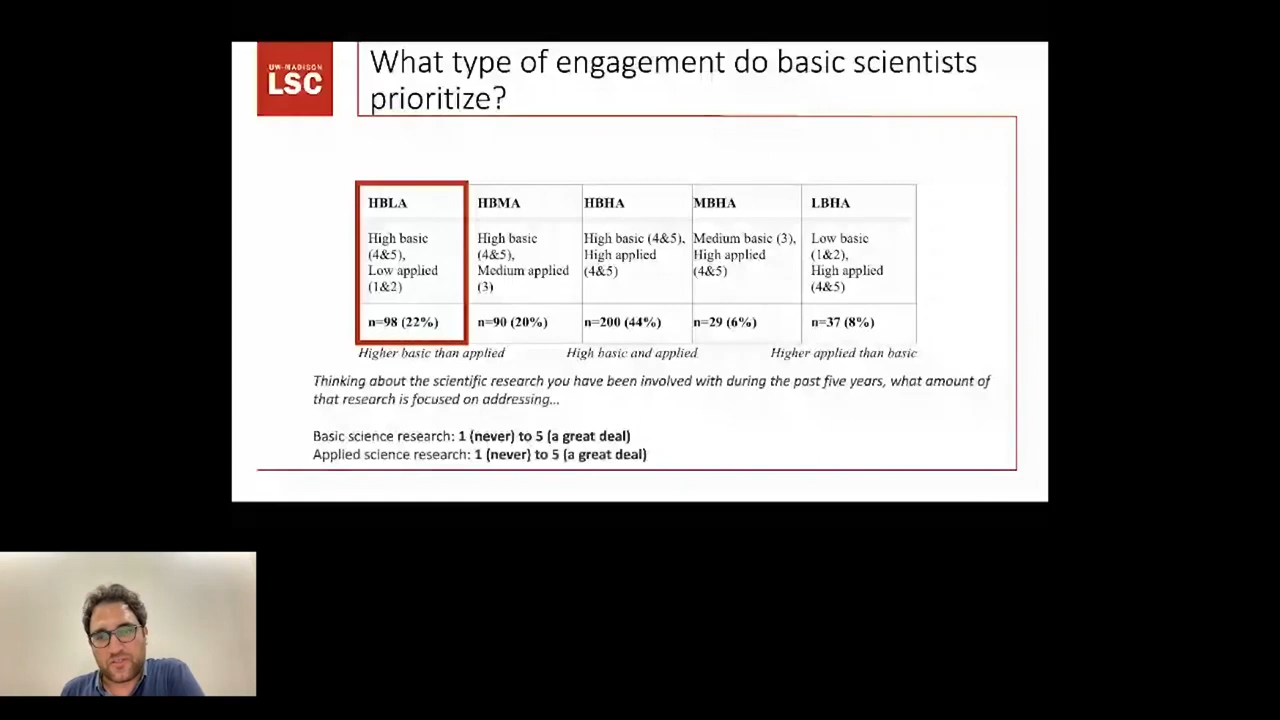 UW-MADISON
LSC
What type of engagement do basic scientists
prioritize?
HBLA HBMA HBHA MBHA LBHA
High basic
(4&5),
Low applied
(1&2)
High basic
(4&5),
Medium applied
(3)
High basic (4&5),
High applied
(4&5)
Medium basic (3),
High applied
(4&5)
Low basic
(1&2),
High applied
(4&5)
n=98 (22%) n=90 (20%) n=200 (44%) n=29 (6%) n=37 (8%)
Higher basic than applied High basic and applied Higher applied than basic
Thinking about the scientific research you have been involved with during the past five years, what amount of
that research is focused on addressing...
Basic science research: 1 (never) to 5 (a great deal)
Applied science research: 1 (never) to 5 (a great deal)